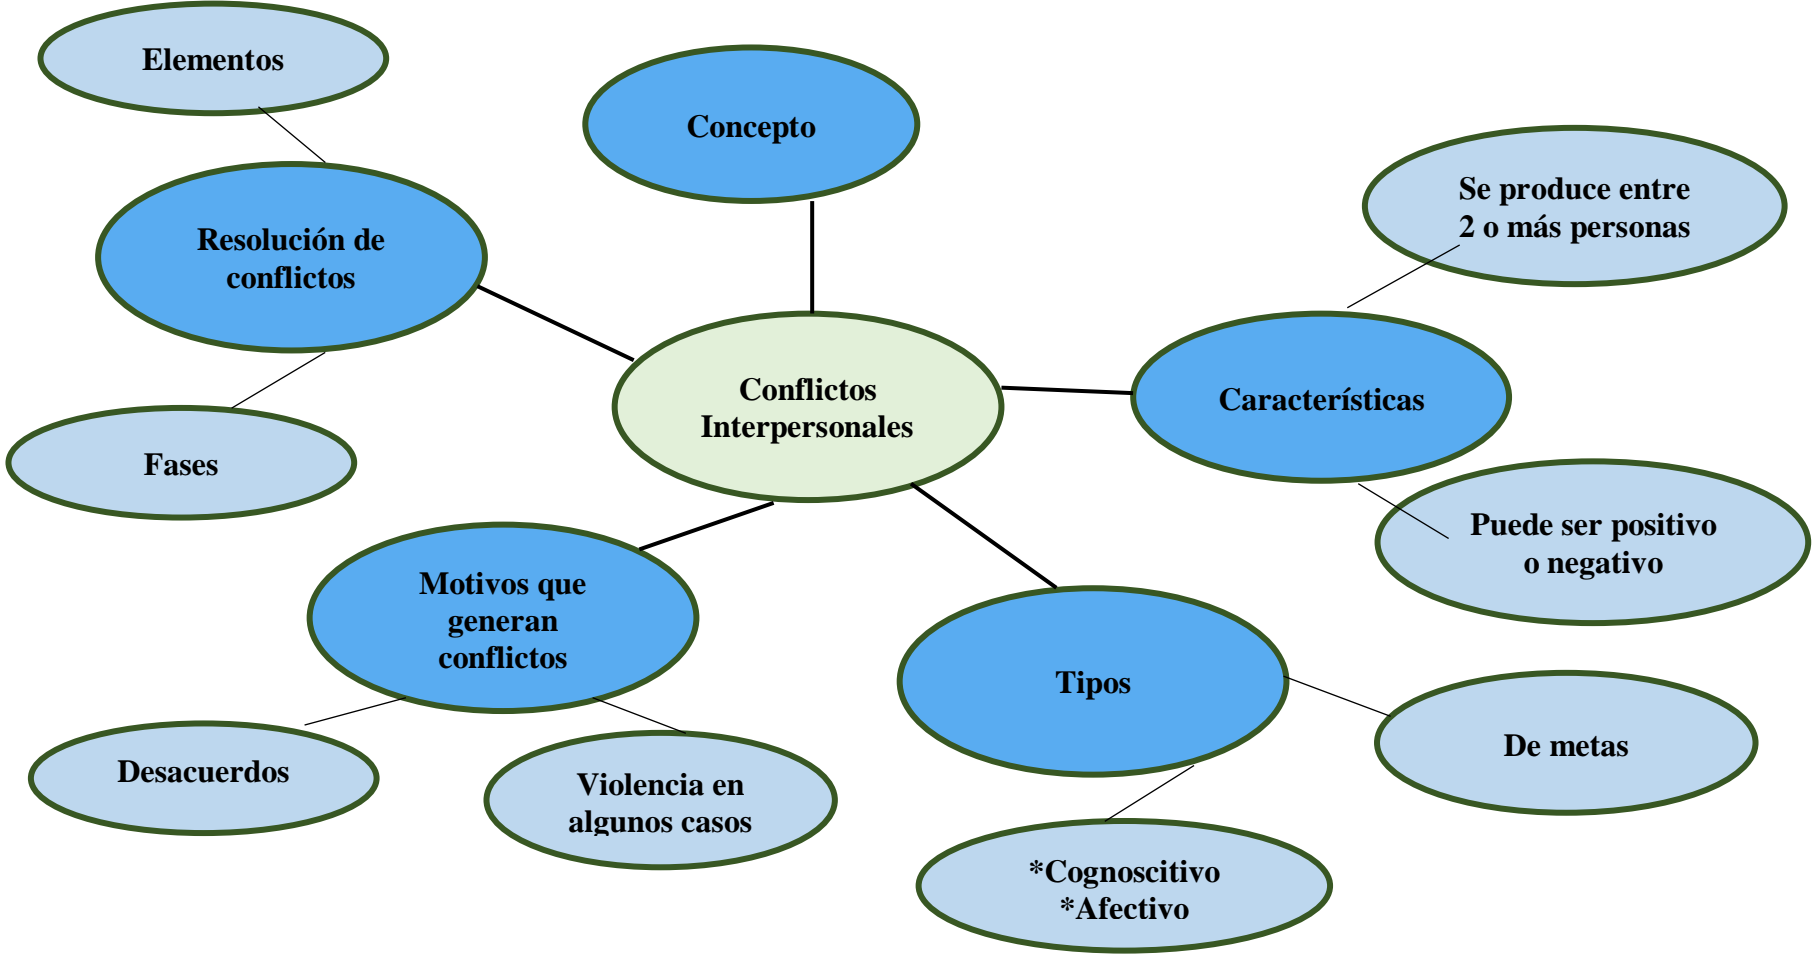 Elementos
Concepto
Se produce entre
2 o más personas
Resolución de
conflictos
Conflictos
Interpersonales
Características
Fases
Puede ser positivo
o negativo
Motivos que
generan
conflictos
Tipos
De metas
Desacuerdos
Violencia en
algunos casos
*Cognoscitivo
*Afectivo